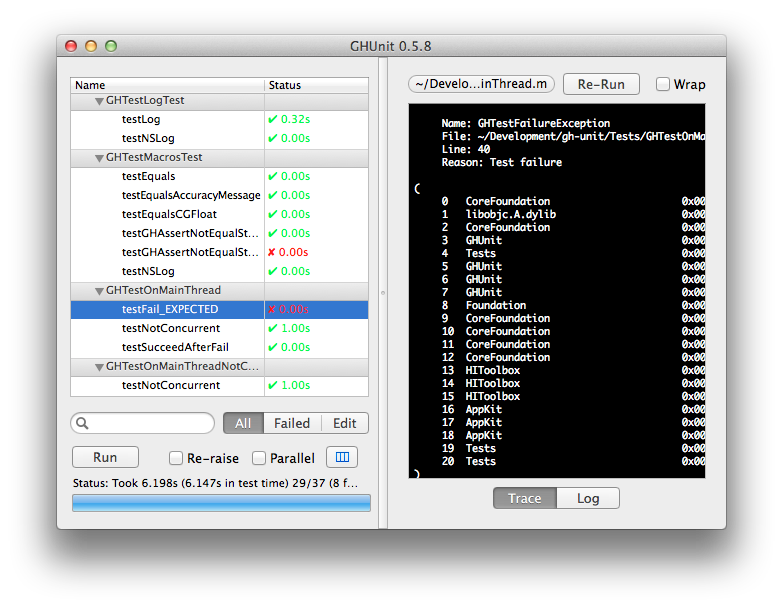 GHUnit 0.5.8
Name Status
GHTestLogTest
testLog ✔ 0.32s
testNSLog ✔ 0.00s
GHTestMacrosTest
testEquals ✔ 0.00s
testEqualsAccuracyMessage ✔ 0.00s
testEqualsCGFloat ✔ 0.00s
testGHAssertNotEqualSt... ✔ 0.00s
testGHAssertNotEqualSt... ✘ 0.00s
testNSLog ✔ 0.00s
GHTestOnMainThread
testFail_EXPECTED ✘ 0.00s
testNotConcurrent ✔ 1.00s
testSucceedAfterFail ✔ 0.00s
GHTestOnMainThreadNotC...
testNotConcurrent ✔ 1.00s
All Failed Edit
Run Re-raise Parallel
Status: Took 6.198s (6.147s in test time) 29/37 (8 f...
~/Develo...inThread.m Re-Run Wrap
Name: GHTestFailureException
File: ~/Development/gh-unit/Tests/GHTestOnMa
Line: 40
Reason: Test failure
(
0 CoreFoundation 0x00
1 libobjc.A.dylib 0x00
2 CoreFoundation 0x00
3 GHUnit 0x00
4 Tests 0x00
5 GHUnit 0x00
6 GHUnit 0x00
7 GHUnit 0x00
8 Foundation 0x00
9 CoreFoundation 0x00
10 CoreFoundation 0x00
11 CoreFoundation 0x00
12 CoreFoundation 0x00
13 HIToolbox 0x00
14 HIToolbox 0x00
15 HIToolbox 0x00
16 AppKit 0x00
17 AppKit 0x00
18 AppKit 0x00
19 Tests 0x00
20 Tests 0x00
)
Trace Log